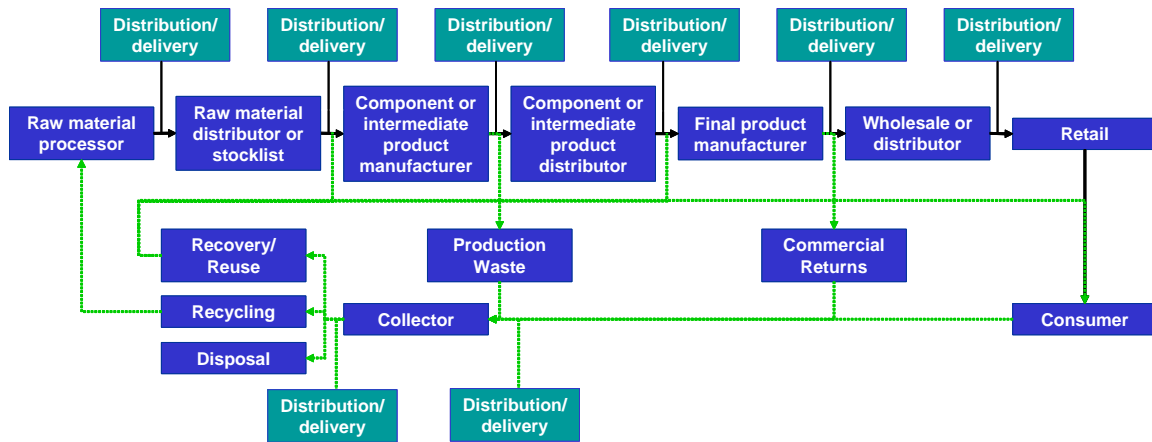 Distribution/
delivery
Distribution/
delivery
Distribution/
delivery
Distribution/
delivery
Distribution/
delivery
Distribution/
delivery
Raw material
processor
Raw material
distributor or
stocklist
Component or
intermediate
product
manufacturer
Component or
intermediate
product
distributor
Final product
manufacturer
Wholesale or
distributor
Retail
Recovery/
Reuse
Production
Waste
Commercial
Returns
Recycling
Collector
Consumer
Disposal
Distribution/
delivery
Distribution/
delivery